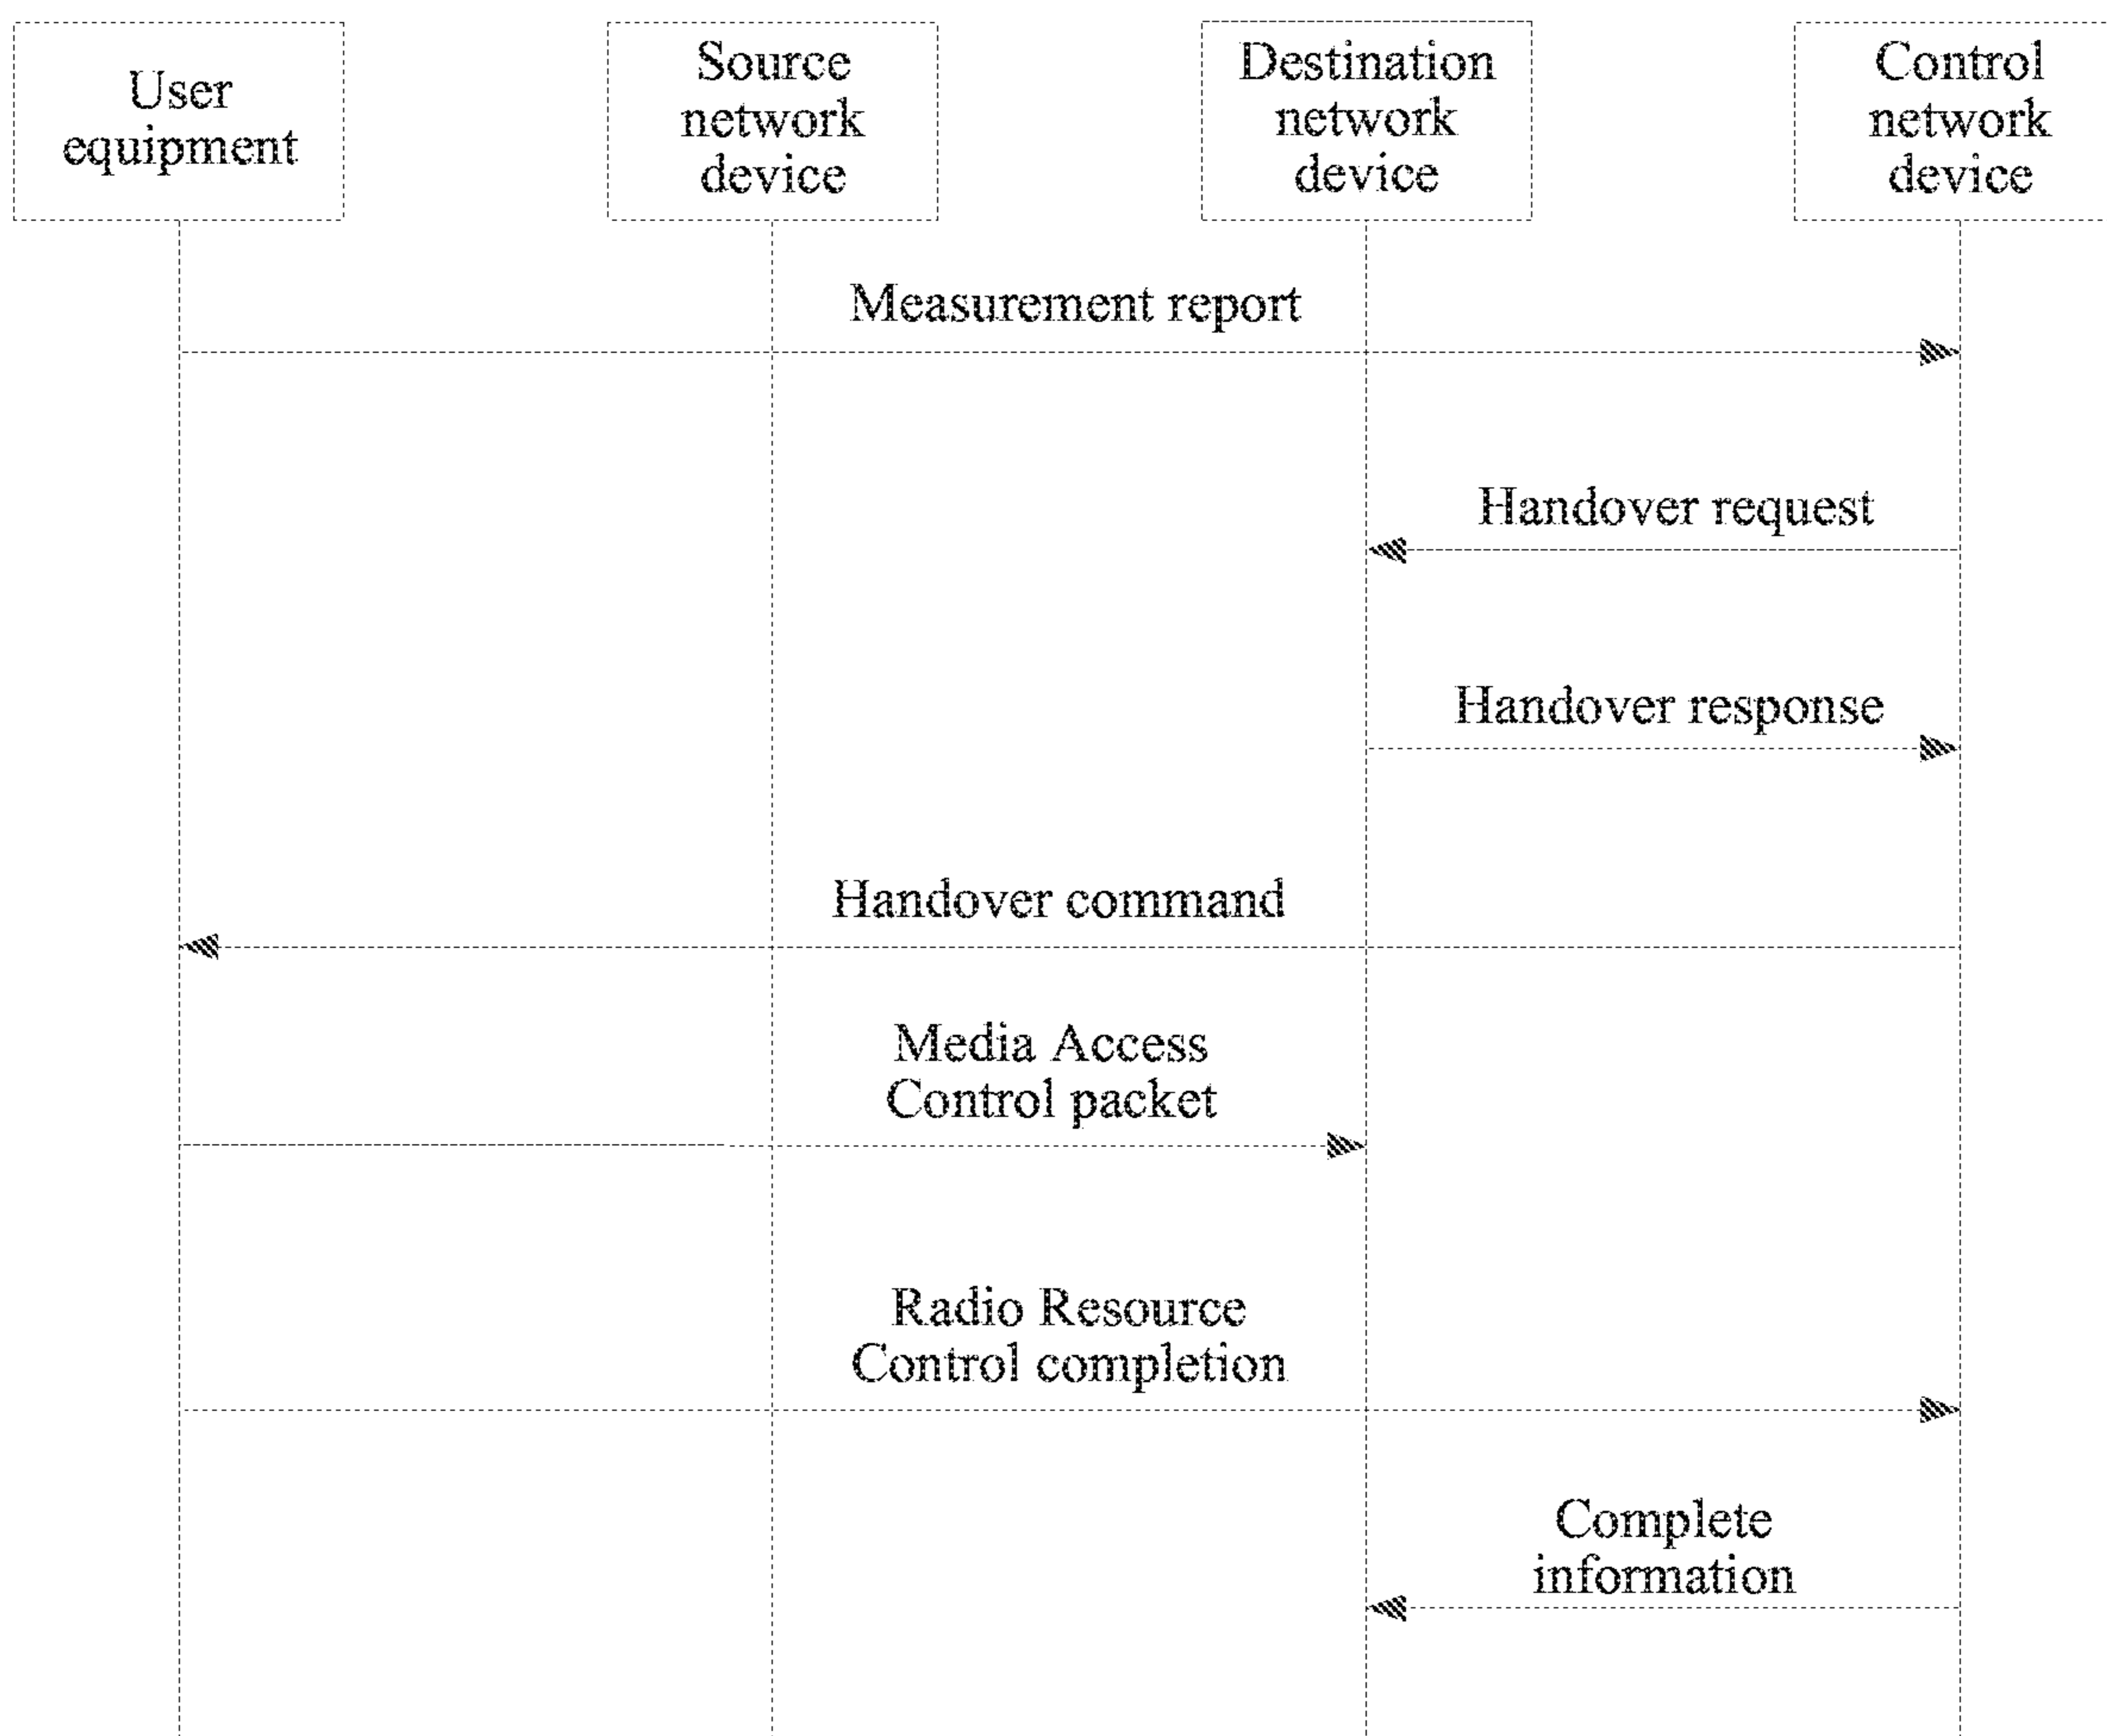 User
equipment
Source
network
device
Destination
network
device
Control
network
device
Measurement report
Handover request
Handover response
Handover command
Media Access
Control packet
Radio Resource
Control completion
Complete
information